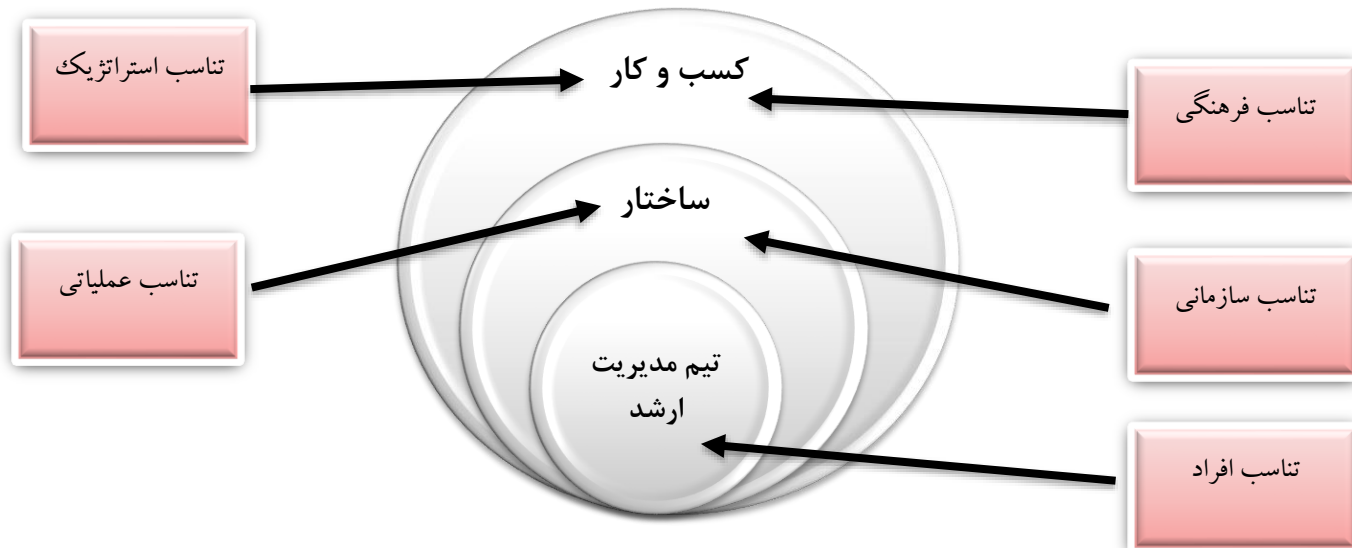 کسب و کار
تناسب استراتژیک
تناسب فرهنگی
ساختار
تناسب عملیاتی
تناسب سازمانی
تیم مدیریت
ارشد
تناسب افراد